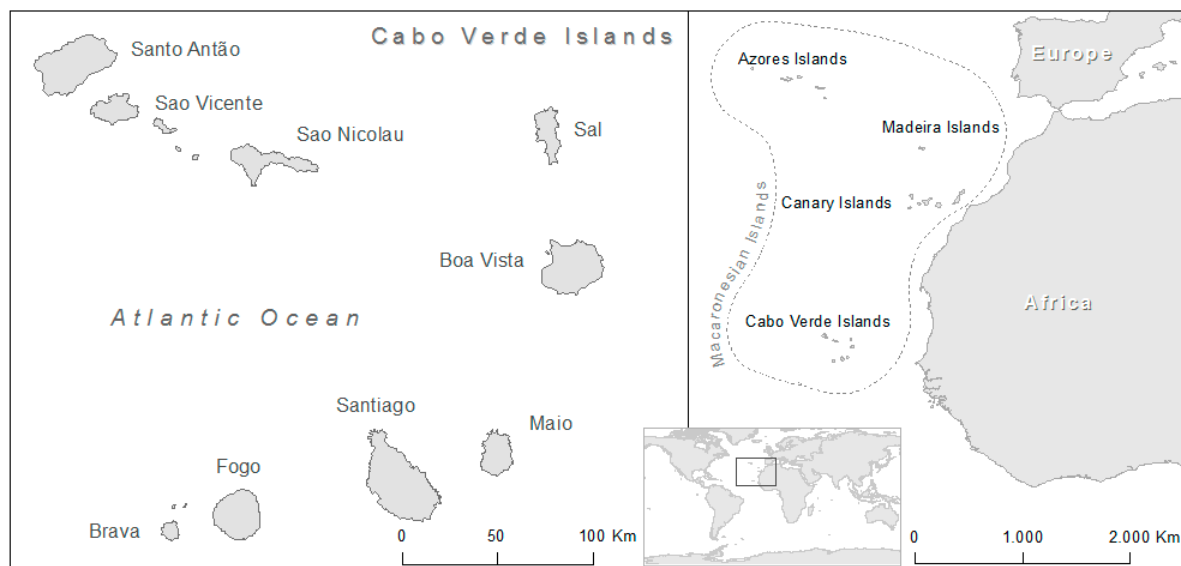 Cabo Verde Islands
Santo Antão
Sao Vicente
Sao Nicolau
Sal
Boa Vista
Atlantic Ocean
Santiago
Maio
Fogo
Brava
0 50 100 Km
Europe
Azores Islands
Madeira Islands
Canary Islands
Macaronesian Islands
Africa
Cabo Verde Islands
0 1.000 2.000 Km